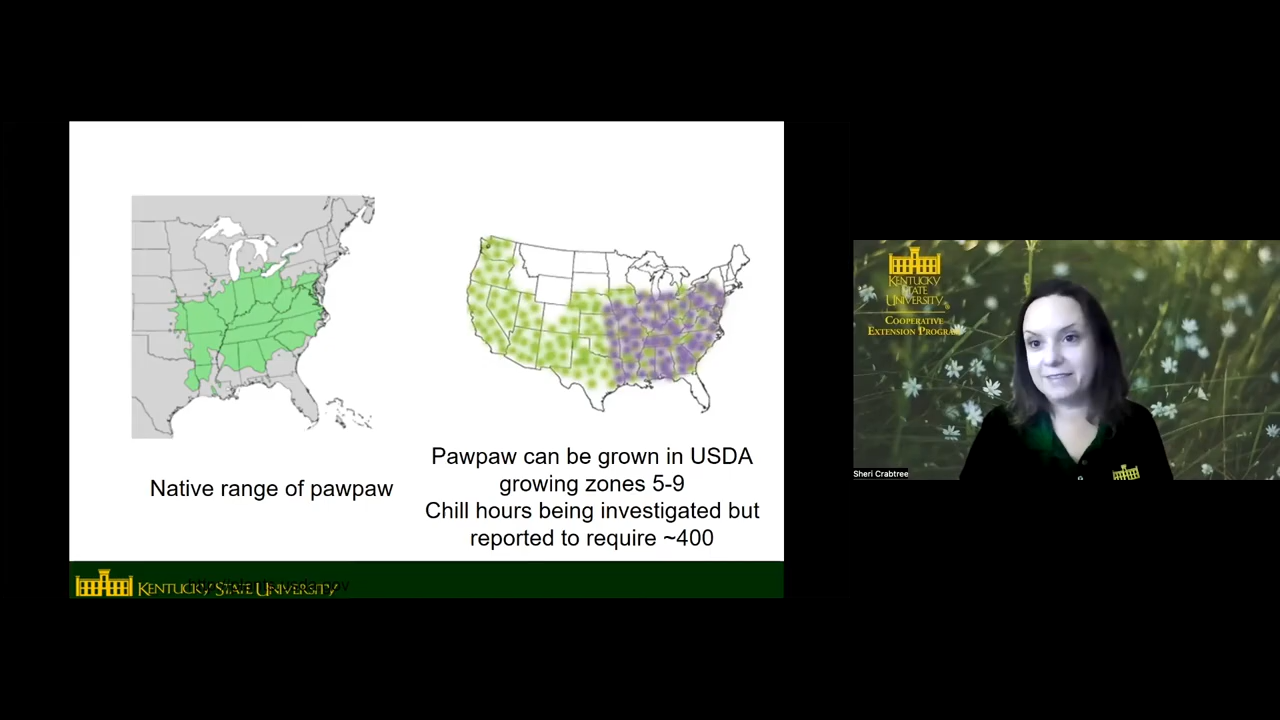 Native range of pawpaw
Pawpaw can be grown in USDA
growing zones 5-9
Chill hours being investigated but
reported to require ~400
KENTUCKY STATE UNIVERSITY
KENTUCKY
STATE
UNIVERSITY
COOPERATIVE
EXTENSION PROGRAM
Sheri Crabtree